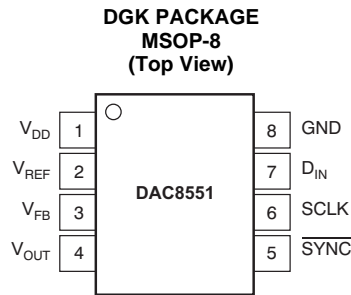 DGK PACKAGE
MSOP-8
(Top View)
VDD 1 8 GND
VREF 2 7 DIN
DAC8551
VFB 3 6 SCLK
VOUT 4 5 SYNC